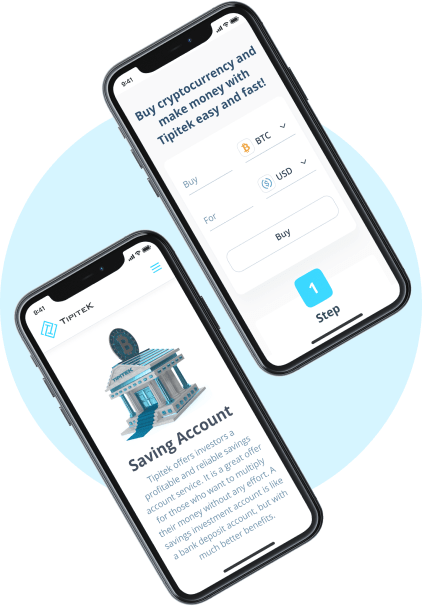 9:41
Buy cryptocurrency and
make money with
Tipitek easy and fast!
Buy
BTC
For
USD
Buy
1
Step
9:41
TIPITEK
TIPITEK
Saving Account
Tipitek offers investors a
profitable and reliable savings
account service. It is a great offer
for those who want to multiply
their money without any effort. A
savings investment account is like
a bank deposit account, but with
much better benefits.